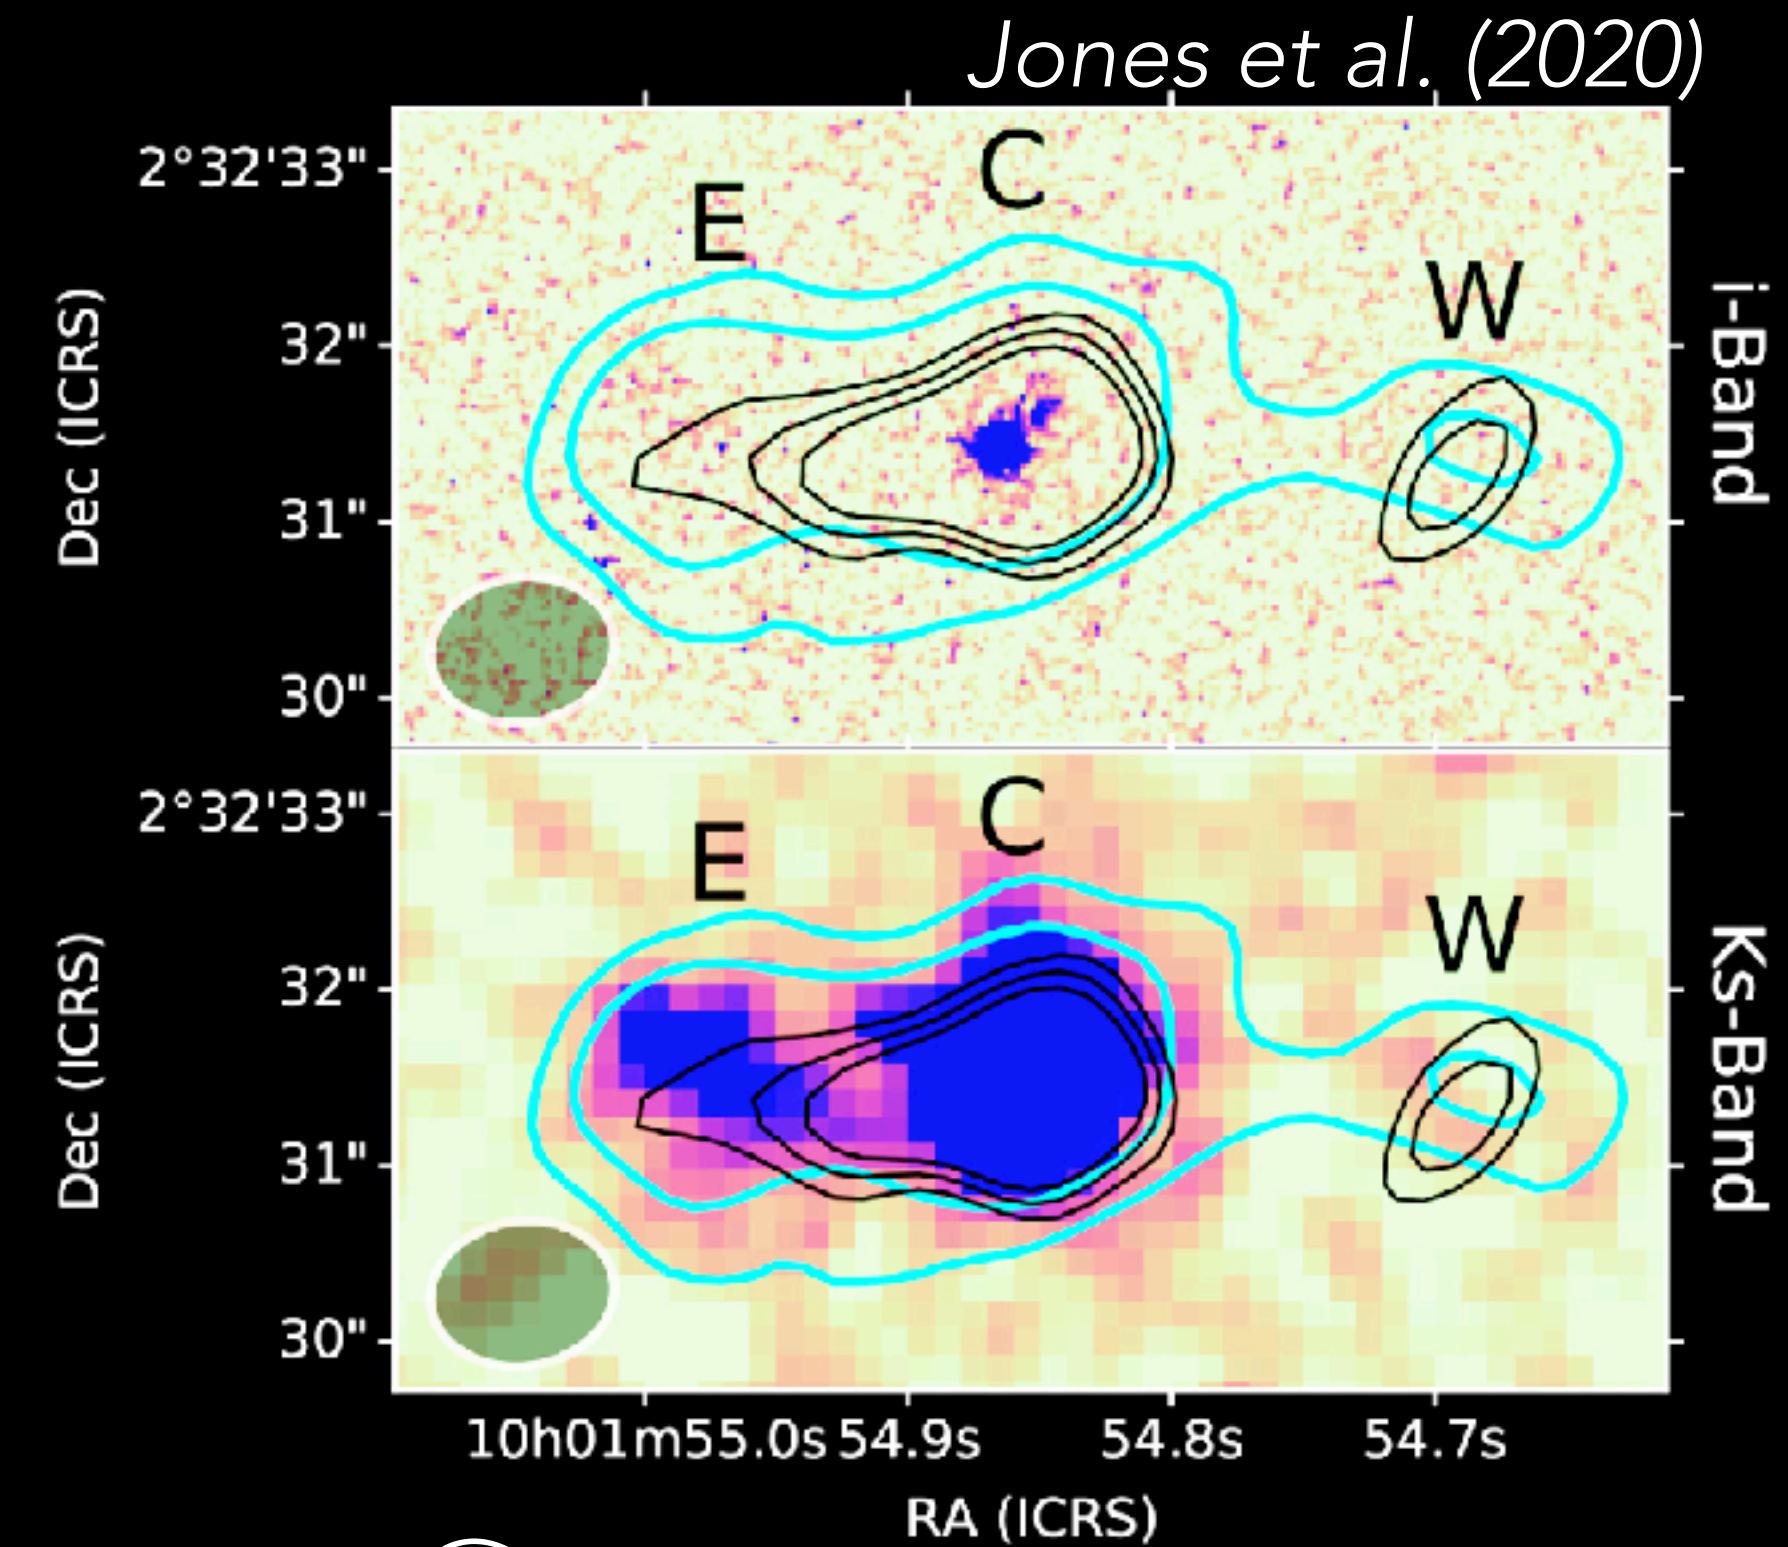 Jones et al. (2020)
C
E
W
2°32'33"
32"
31"
30"
Dec (ICRS)
i-Band
C
E
W
2°32'33"
32"
31"
30"
Dec (ICRS)
Ks-Band
10h01m55.0s 54.9s 54.8s 54.7s
RA (ICRS)